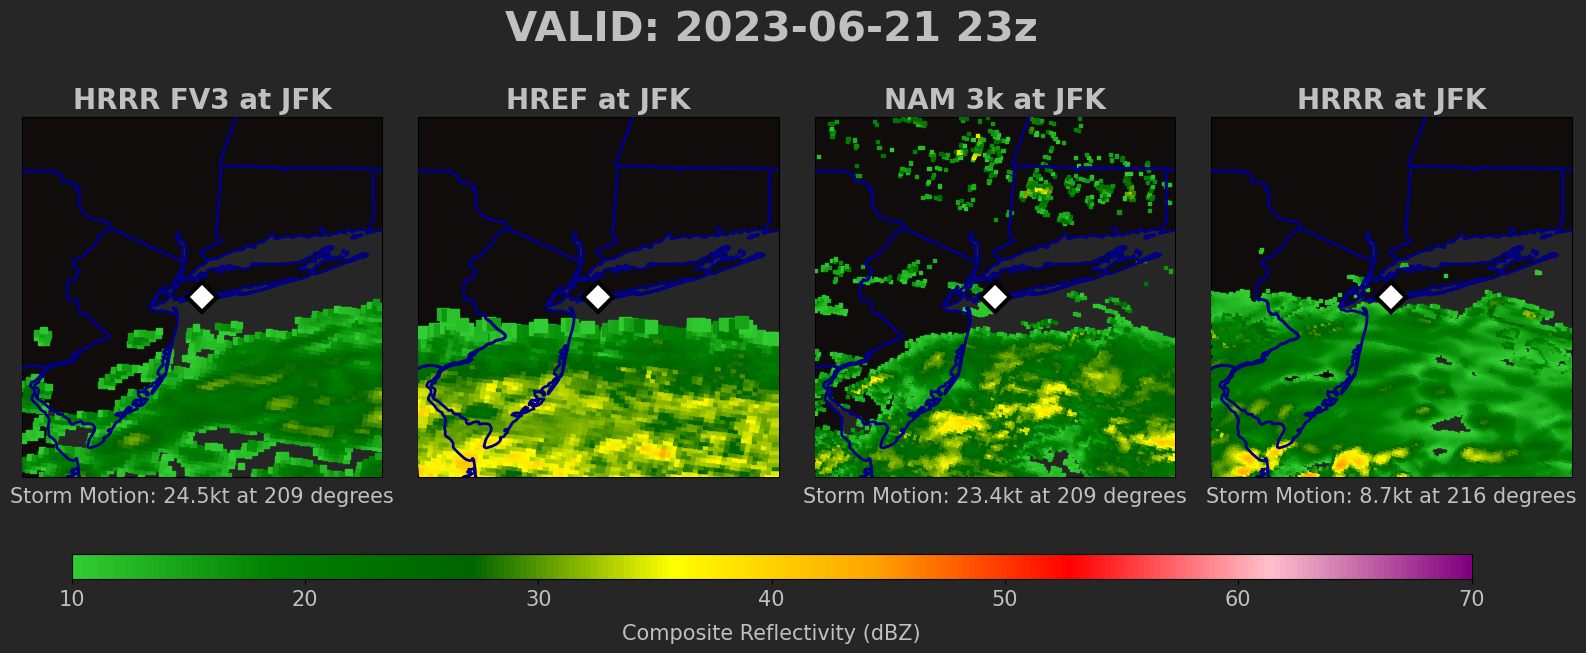 VALID: 2023-06-21 23z
HRRR FV3 at JFK
HREF at JFK
NAM 3k at JFK
HRRR at JFK
Storm Motion: 24.5kt at 209 degrees
Storm Motion: 23.4kt at 209 degrees
Storm Motion: 8.7kt at 216 degrees
10 20 30 40 50 60 70
Composite Reflectivity (dBZ)